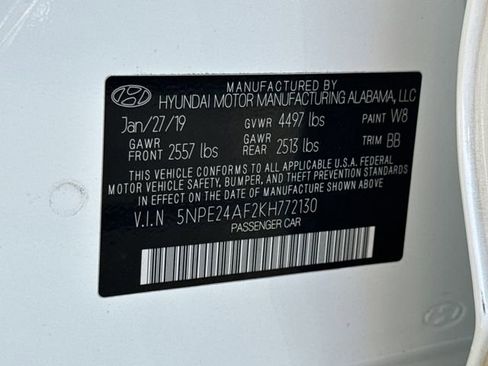 MANUFACTURED BY
HYUNDAI MOTOR MANUFACTURING ALABAMA, LLC
Jan/27/19 GVWR 4497 lbs PAINT W8
GAWR FRONT 2557 lbs GAWR REAR 2513 lbs TRIM BB
THIS VEHICLE CONFORMS TO ALL APPLICABLE U.S.A. FEDERAL
MOTOR VEHICLE SAFETY, BUMPER, AND THEFT PREVENTION STANDARDS
IN EFFECT ON THE DATE OF MANUFACTURE SHOWN ABOVE.
V.I.N 5NPE24AF2KH772130
PASSENGER CAR